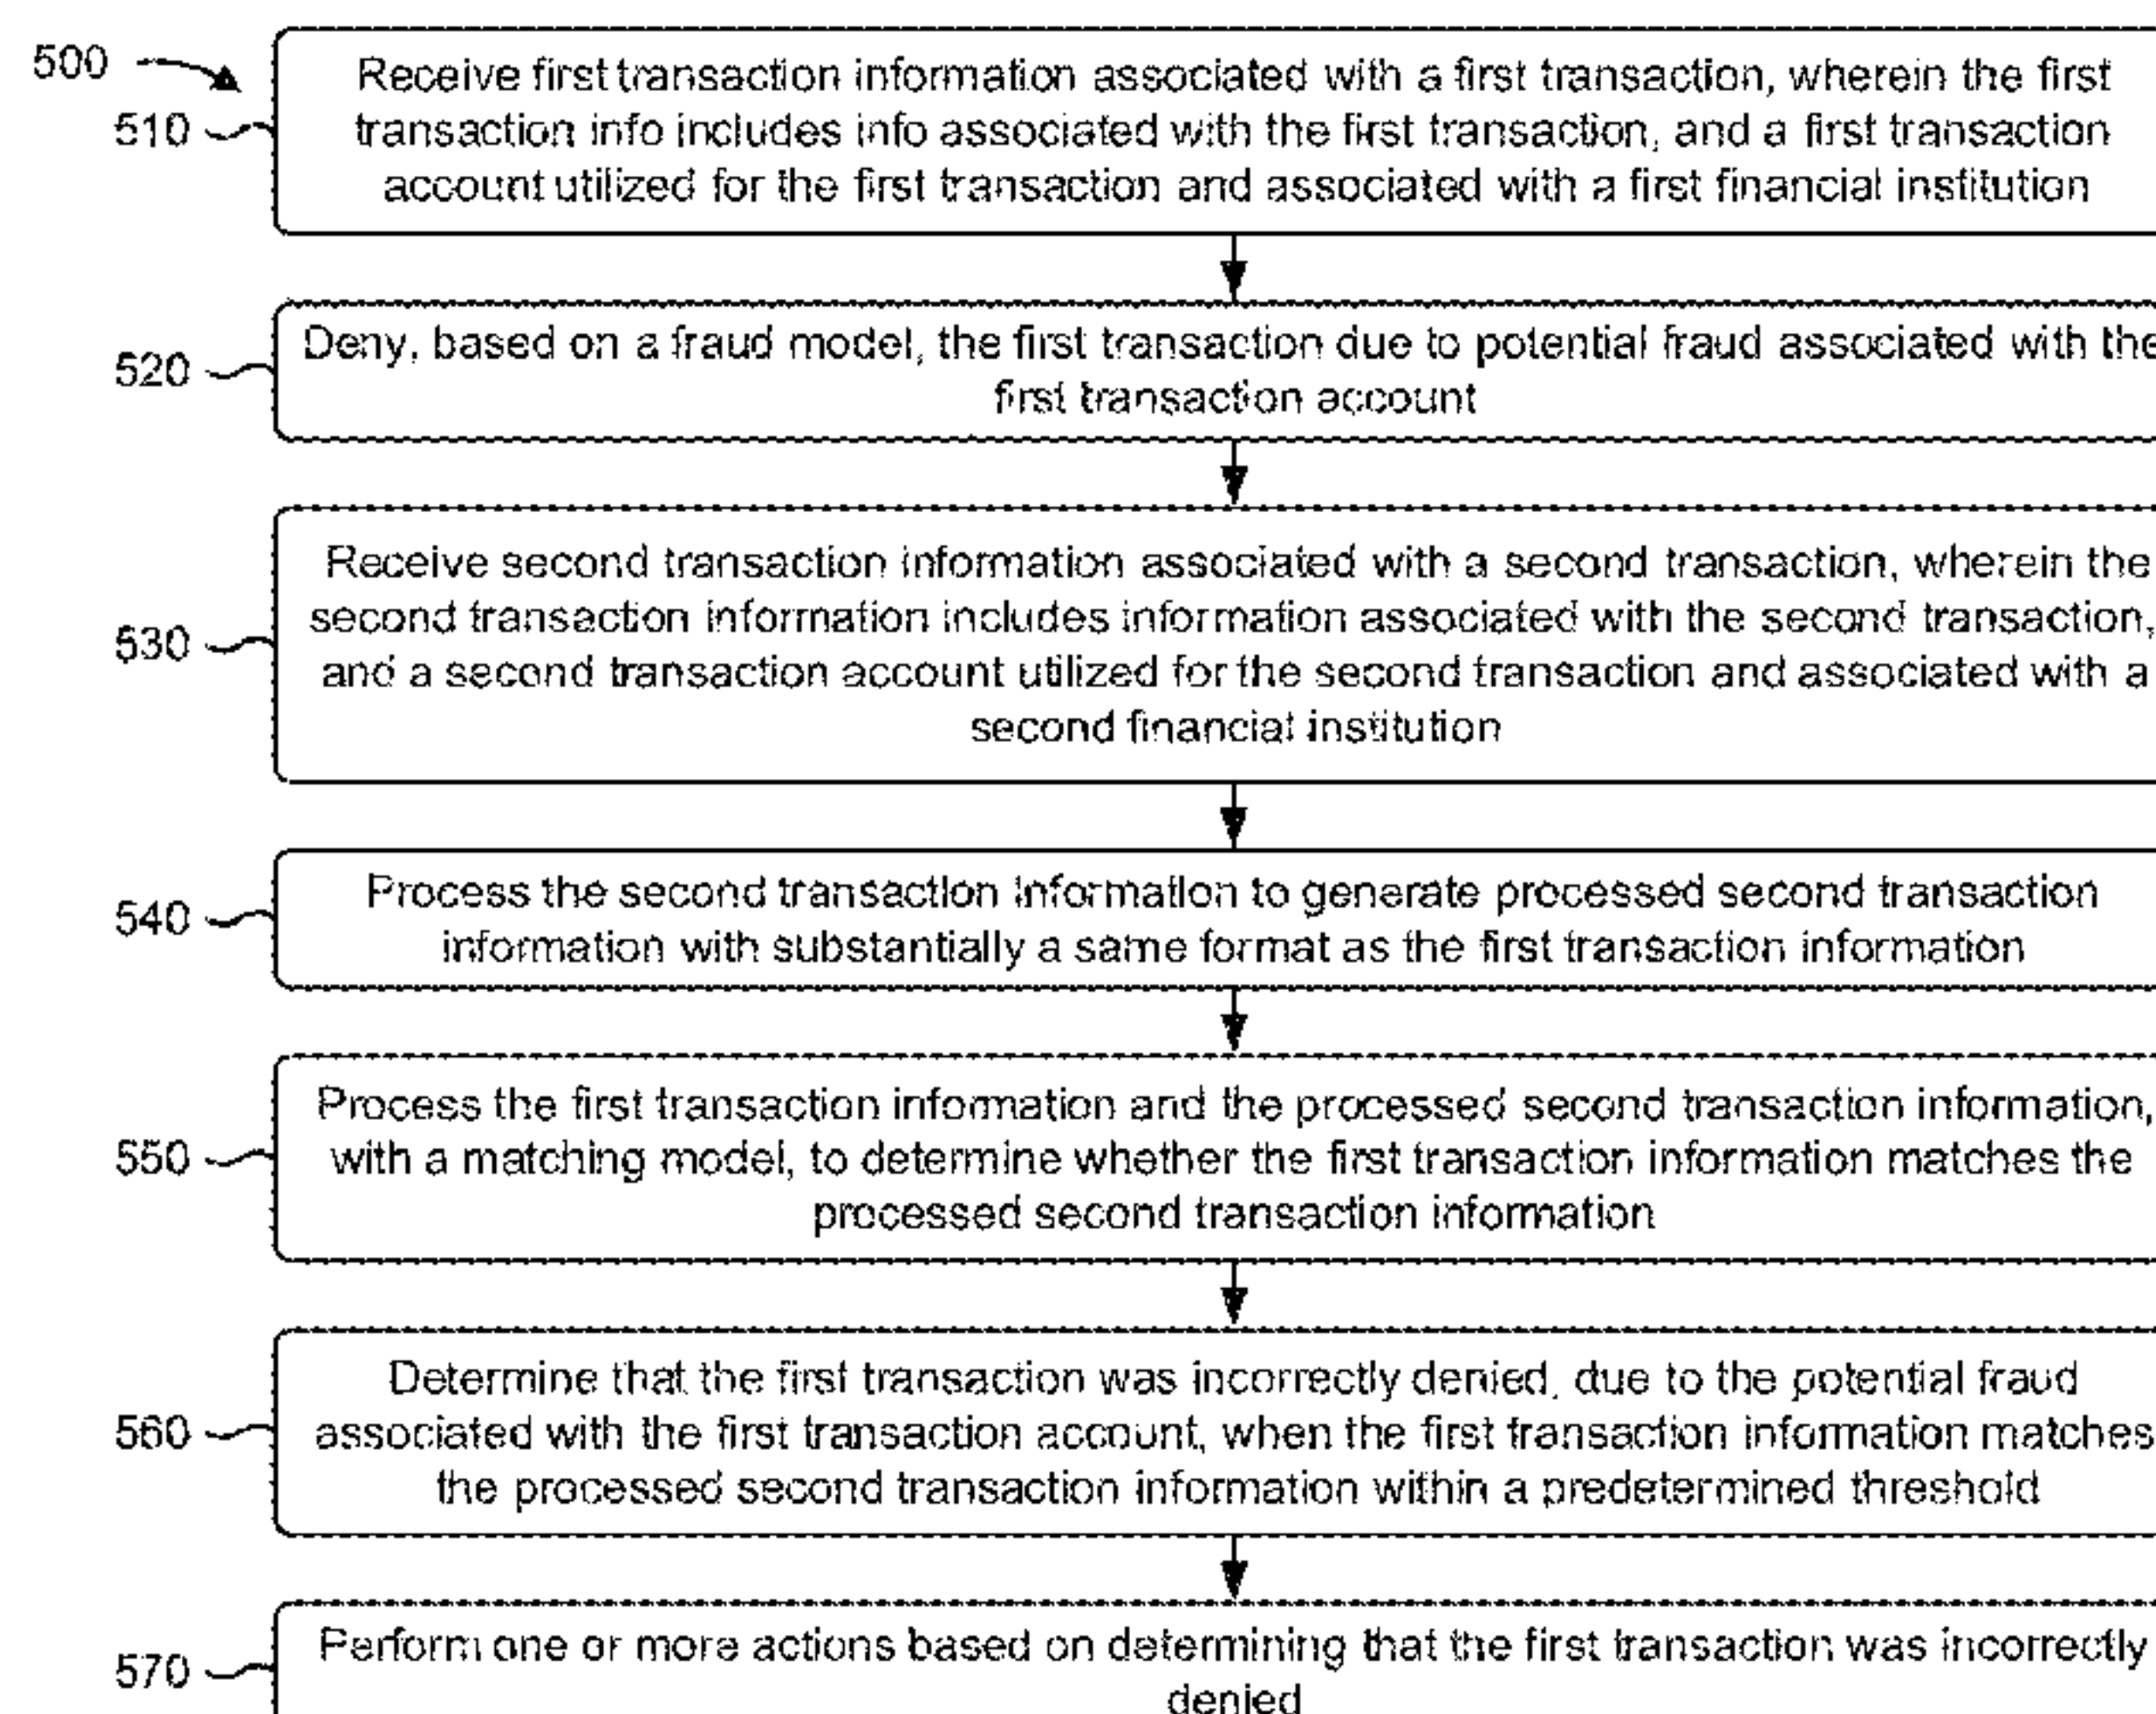 500
510
Receive first transaction information associated with a first transaction, wherein the first
transaction info includes info associated with the first transaction, and a first transaction
account utilized for the first transaction and associated with a first financial institution
520
Deny, based on a fraud model, the first transaction due to potential fraud associated with the
first transaction account
530
Receive second transaction information associated with a second transaction, wherein the
second transaction information includes information associated with the second transaction,
and a second transaction account utilized for the second transaction and associated with a
second financial institution
540
Process the second transaction information to generate processed second transaction
information with substantially a same format as the first transaction information
550
Process the first transaction information and the processed second transaction information,
with a matching model, to determine whether the first transaction information matches the
processed second transaction information
560
Determine that the first transaction was incorrectly denied, due to the potential fraud
associated with the first transaction account, when the first transaction information matches
the processed second transaction information within a predetermined threshold
570
Perform one or more actions based on determining that the first transaction was incorrectly
denied